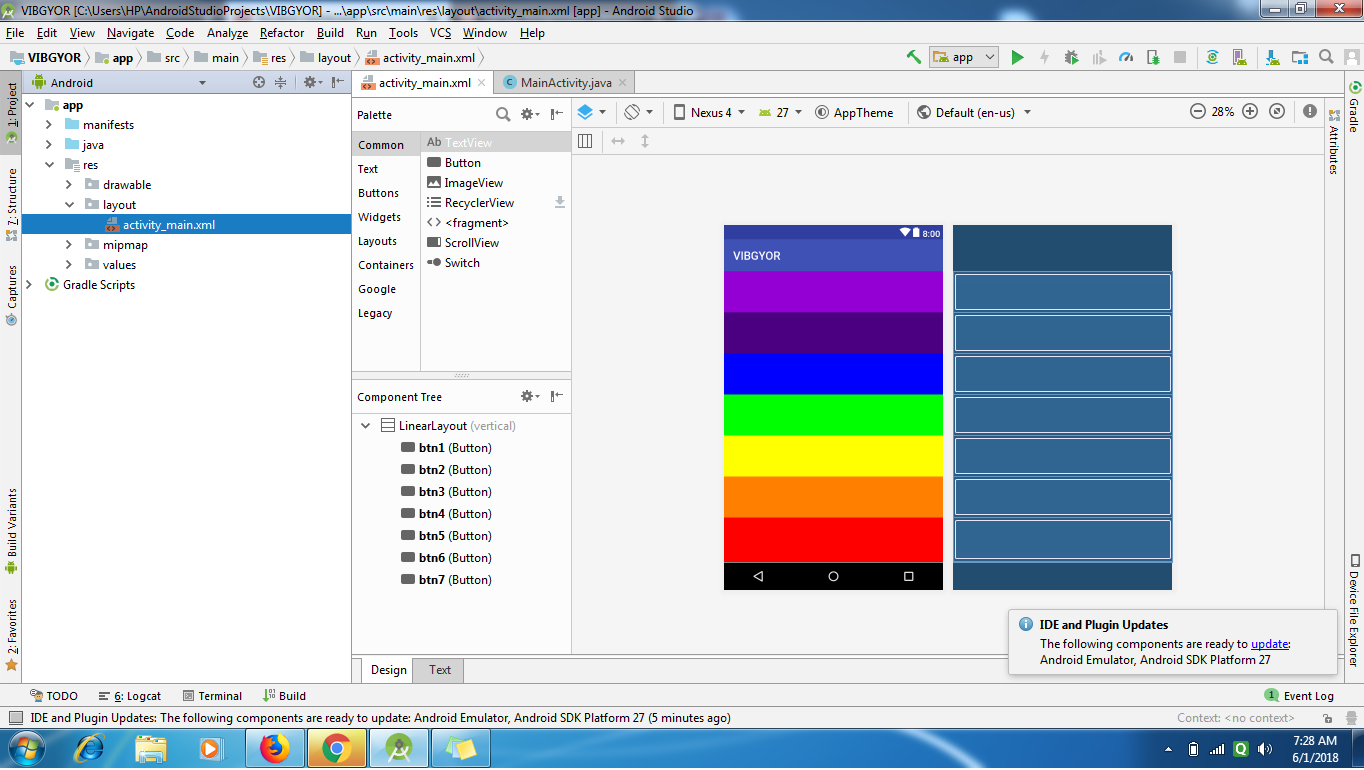 VIBGYOR [C:\Users\HP\AndroidStudioProjects\VIBGYOR] - ...\app\src\main\res\layout\activity_main.xml [app] - Android Studio
File Edit View Navigate Code Analyze Refactor Build Run Tools VCS Window Help
VIBGYOR app src main res layout activity_main.xml
app
1: Project
7: Structure
Captures
Build Variants
2: Favorites
Android
app
manifests
java
res
drawable
layout
activity_main.xml
mipmap
values
Gradle Scripts
activity_main.xml
MainActivity.java
Palette
Common
Text
Buttons
Widgets
Layouts
Containers
Google
Legacy
Ab TextView
Button
ImageView
RecyclerView
<fragment>
ScrollView
Switch
Component Tree
LinearLayout (vertical)
btn1 (Button)
btn2 (Button)
btn3 (Button)
btn4 (Button)
btn5 (Button)
btn6 (Button)
btn7 (Button)
Nexus 4 27 AppTheme Default (en-us) 28%
8:00
VIBGYOR
Gradle
Attributes
Device File Explorer
IDE and Plugin Updates
The following components are ready to update:
Android Emulator, Android SDK Platform 27
Design Text
TODO 6: Logcat Terminal Build
1 Event Log
IDE and Plugin Updates: The following components are ready to update: Android Emulator, Android SDK Platform 27 (5 minutes ago)
Context: <no context>
7:28 AM
6/1/2018